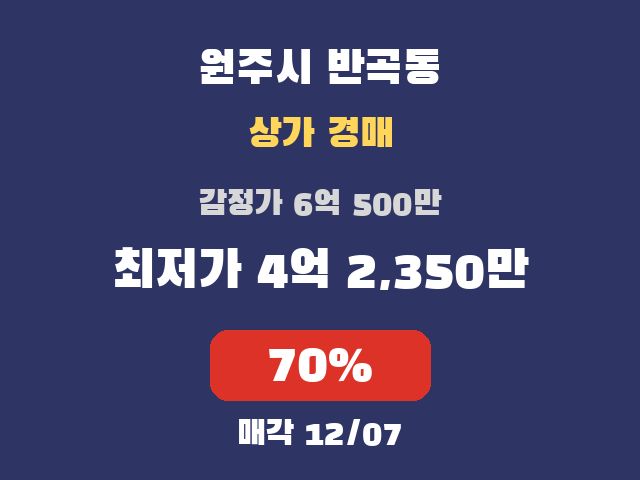 원주시 반곡동
상가 경매
감정가 6억 500만
최저가 4억 2,350만
70%
매각 12/07